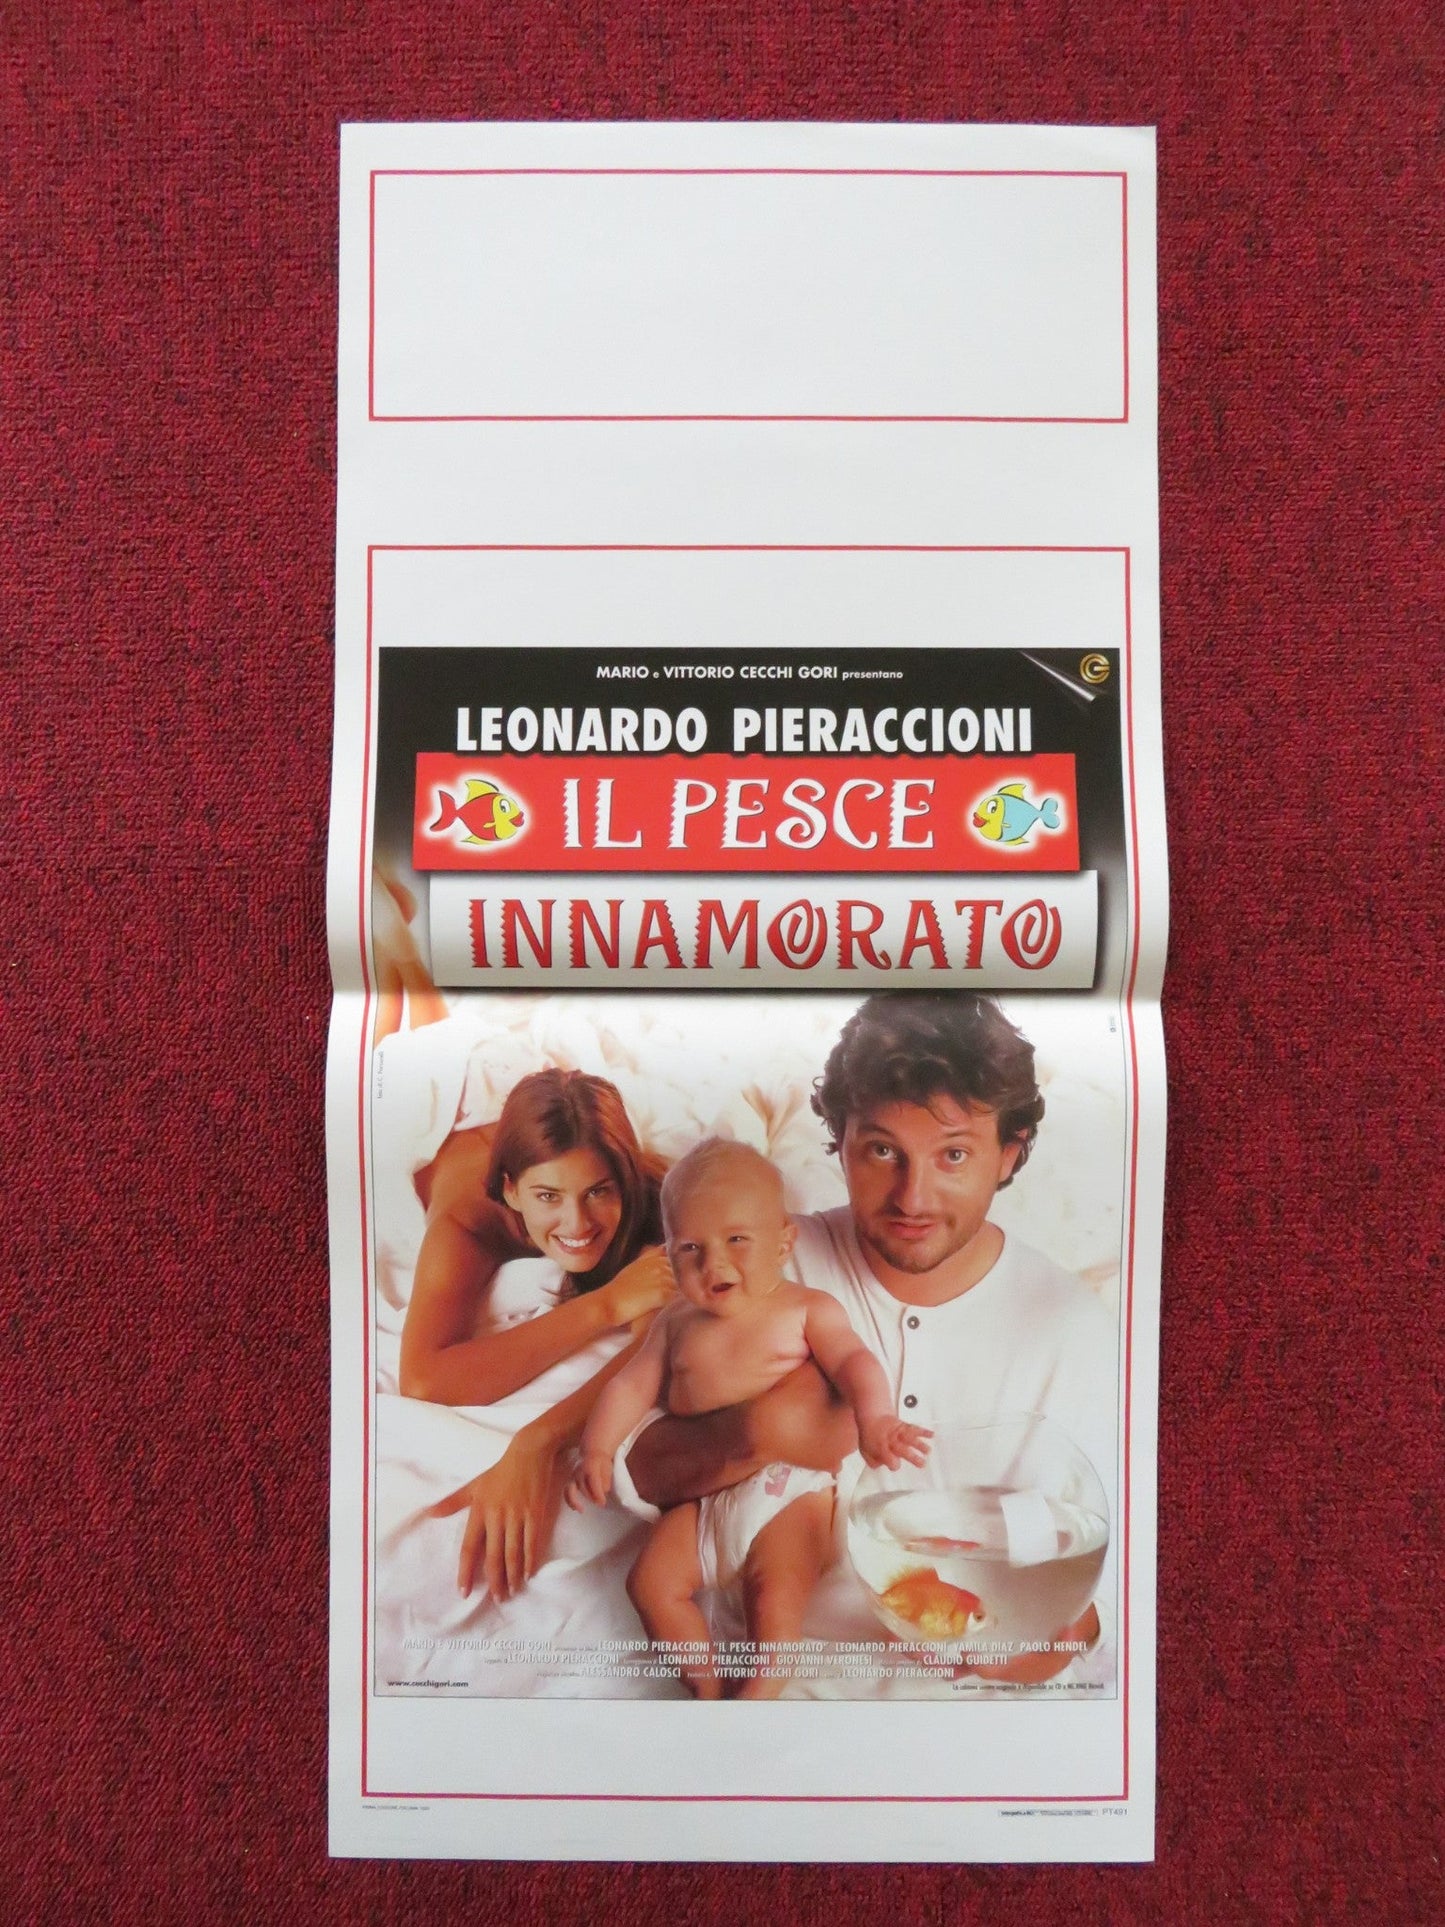 MARIO e VITTORIO CECCHI GORI presentano
LEONARDO PIERACCIONI
IL PESCE
INNAMORATO
MARIO E VITTORIO CECCHI GORI LEONARDO PIERACCIONI "IL PESCE INNAMORATO" LEONARDO PIERACCIONI YAMILA DIAZ PAOLO HENDEL
LEONARDO PIERACCIONI LEONARDO PIERACCIONI GIOVANNI VERONESI CLAUDIO GUIDETTI
ALESSANDRO CALOSCI VITTORIO CECCHI GORI LEONARDO PIERACCIONI
www.cecchigori.com
PT491